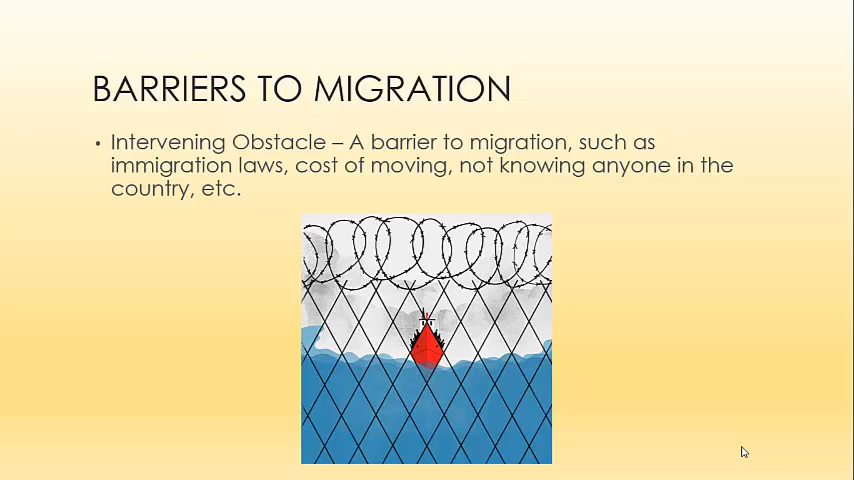 BARRIERS TO MIGRATION
• Intervening Obstacle – A barrier to migration, such as
immigration laws, cost of moving, not knowing anyone in the
country, etc.